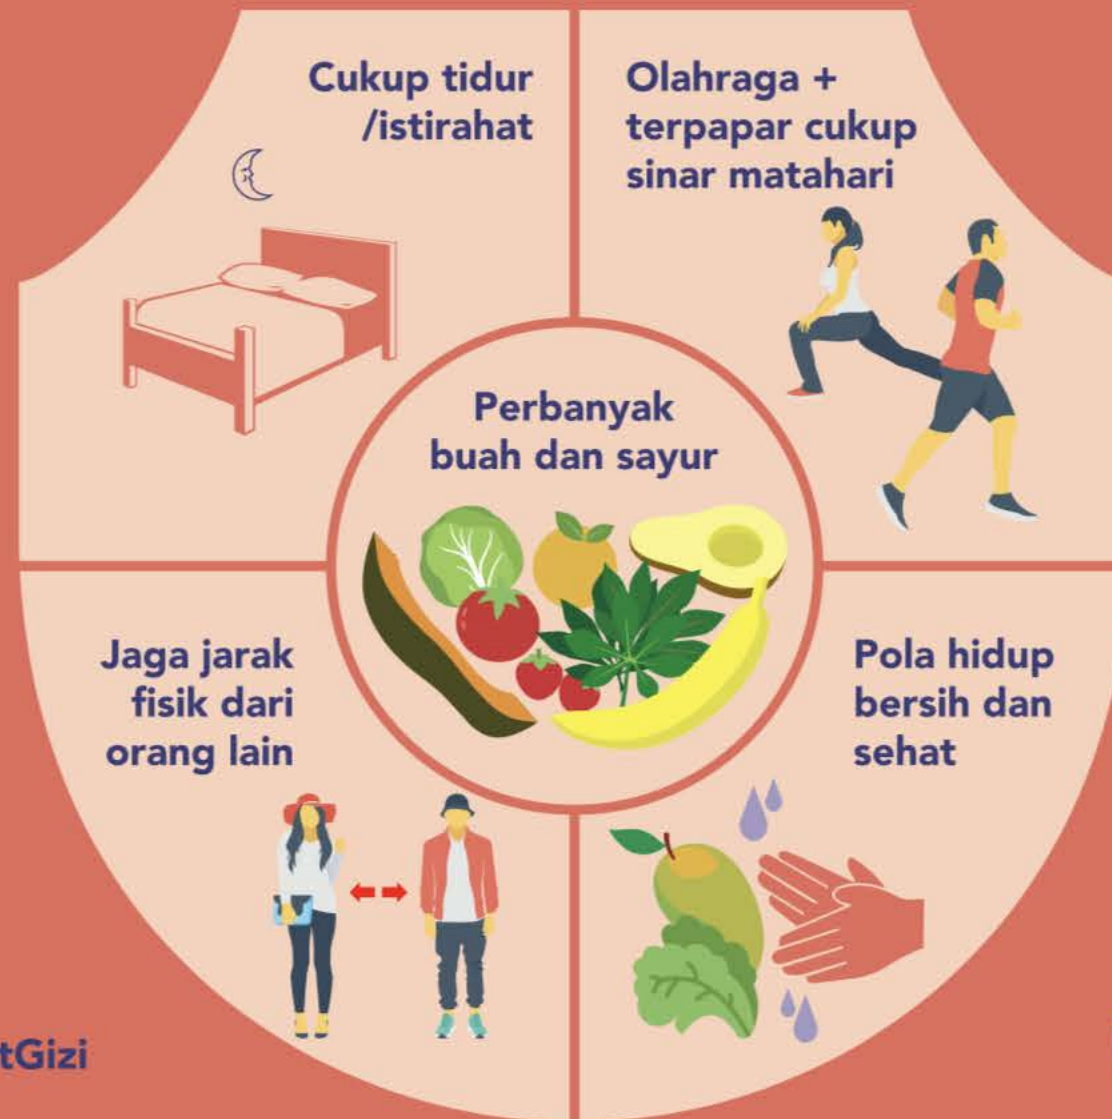 Cukup tidur
/istirahat
Olahraga +
terpapar cukup
sinar matahari
Perbanyak
buah dan sayur
Jaga jarak
fisik dari
orang lain
Pola hidup
bersih dan
sehat
tGizi